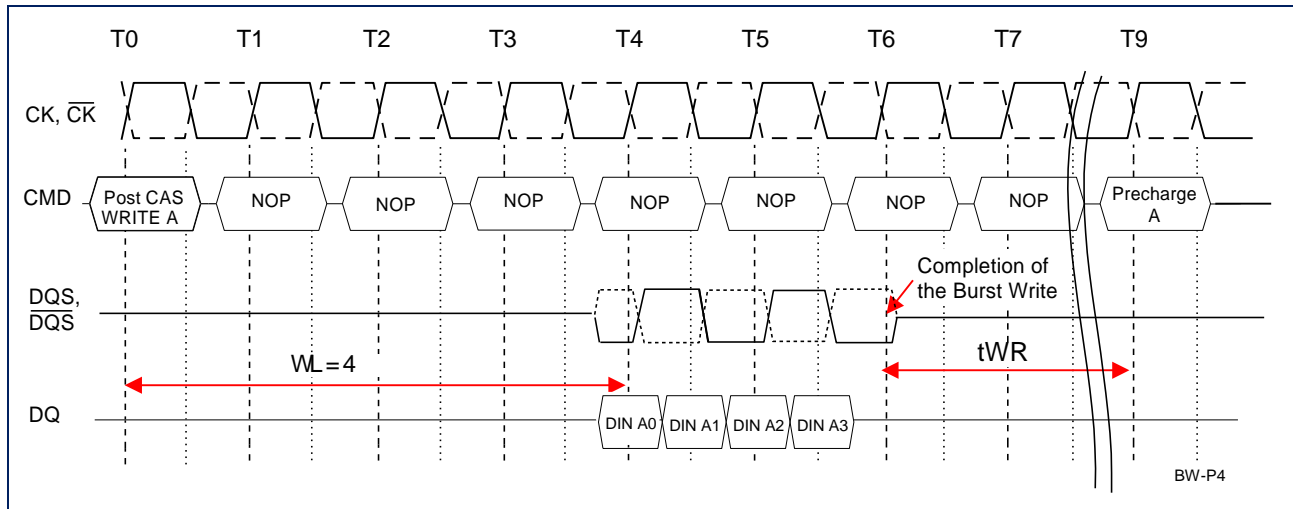 T0 T1 T2 T3 T4 T5 T6 T7 T9
CK, C̅K̅
CMD
Post CAS
WRITE A
NOP
NOP
NOP
NOP
NOP
NOP
NOP
Precharge
A
Completion of
the Burst Write
DQS,
D̅Q̅S̅
WL=4
tWR
DQ
DIN A0
DIN A1
DIN A2
DIN A3
BW-P4